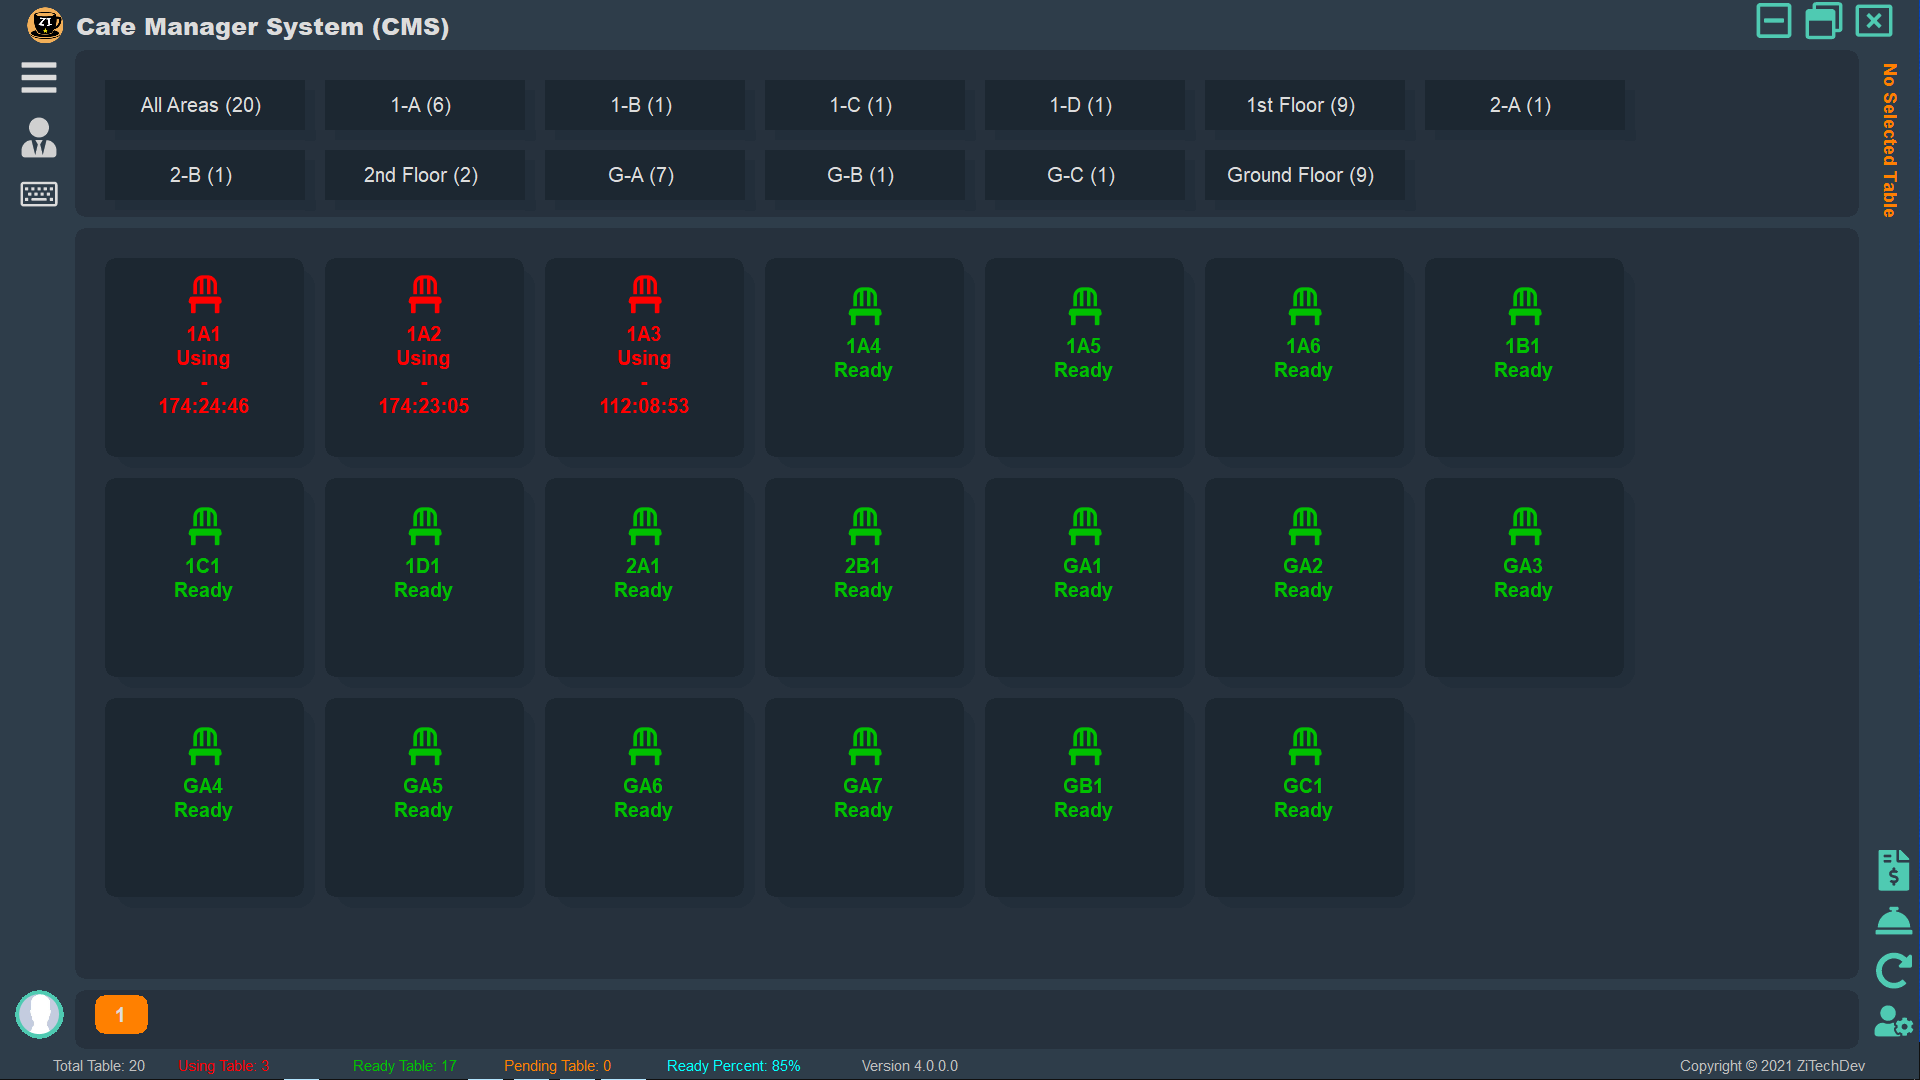 Cafe Manager System (CMS)
All Areas (20)
1-A (6)
1-B (1)
1-C (1)
1-D (1)
1st Floor (9)
2-A (1)
2-B (1)
2nd Floor (2)
G-A (7)
G-B (1)
G-C (1)
Ground Floor (9)
No Selected Table
1A1
Using
-
174:24:46
1A2
Using
-
174:23:05
1A3
Using
-
112:08:53
1A4
Ready
1A5
Ready
1A6
Ready
1B1
Ready
1C1
Ready
1D1
Ready
2A1
Ready
2B1
Ready
GA1
Ready
GA2
Ready
GA3
Ready
GA4
Ready
GA5
Ready
GA6
Ready
GA7
Ready
GB1
Ready
GC1
Ready
1
Total Table: 20
Using Table: 3
Ready Table: 17
Pending Table: 0
Ready Percent: 85%
Version 4.0.0.0
Copyright © 2021 ZiTechDev